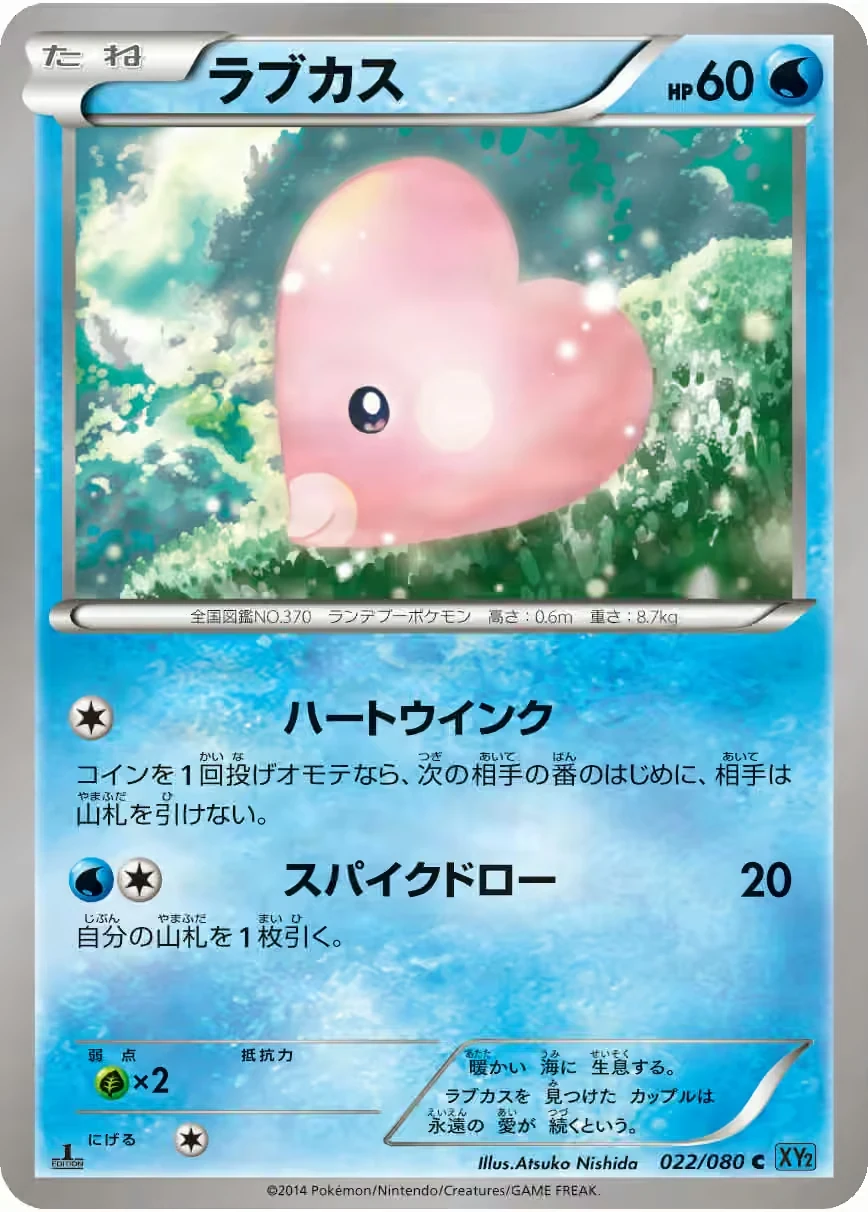 たね ラブカス HP60
全国図鑑NO.370 ランデブーポケモン 高さ:0.6m 重さ:8.7kg
ハートウインク
コインを1回投げオモテなら、次の相手の番のはじめに、相手は
山札を引けない。
スパイクドロー 20
自分の山札を1枚引く。
弱点 抵抗力
×2
にげる
暖かい 海に 生息する。
ラブカスを 見つけた カップルは
永遠の 愛が 続くという。
1 EDITION
Illus.Atsuko Nishida 022/080 C XY2
©2014 Pokémon/Nintendo/Creatures/GAME FREAK.